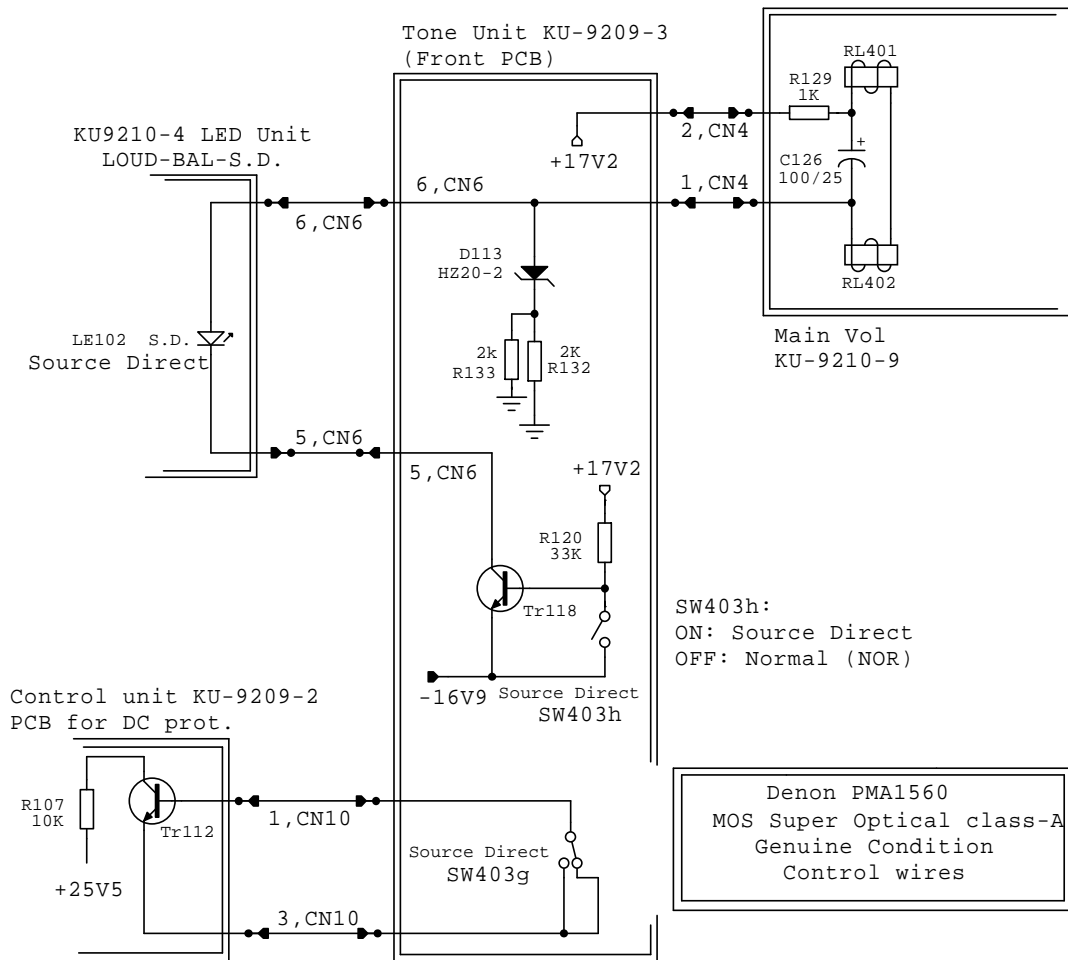 Tone Unit KU-9209-3
(Front PCB)
RL401
R129
1K
2,CN4
+17V2
C126
100/25
+
KU9210-4 LED Unit
LOUD-BAL-S.D.
6,CN6
6,CN6
1,CN4
D113
HZ20-2
RL402
LE102 S.D.
Source Direct
2k
R133
2K
R132
Main Vol
KU-9210-9
5,CN6
5,CN6
+17V2
R120
33K
Tr118
SW403h:
ON: Source Direct
OFF: Normal (NOR)
-16V9
Source Direct
SW403h
Control unit KU-9209-2
PCB for DC prot.
R107
10K
Tr112
1,CN10
+25V5
Source Direct
SW403g
3,CN10
Denon PMA1560
MOS Super Optical class-A
Genuine Condition
Control wires